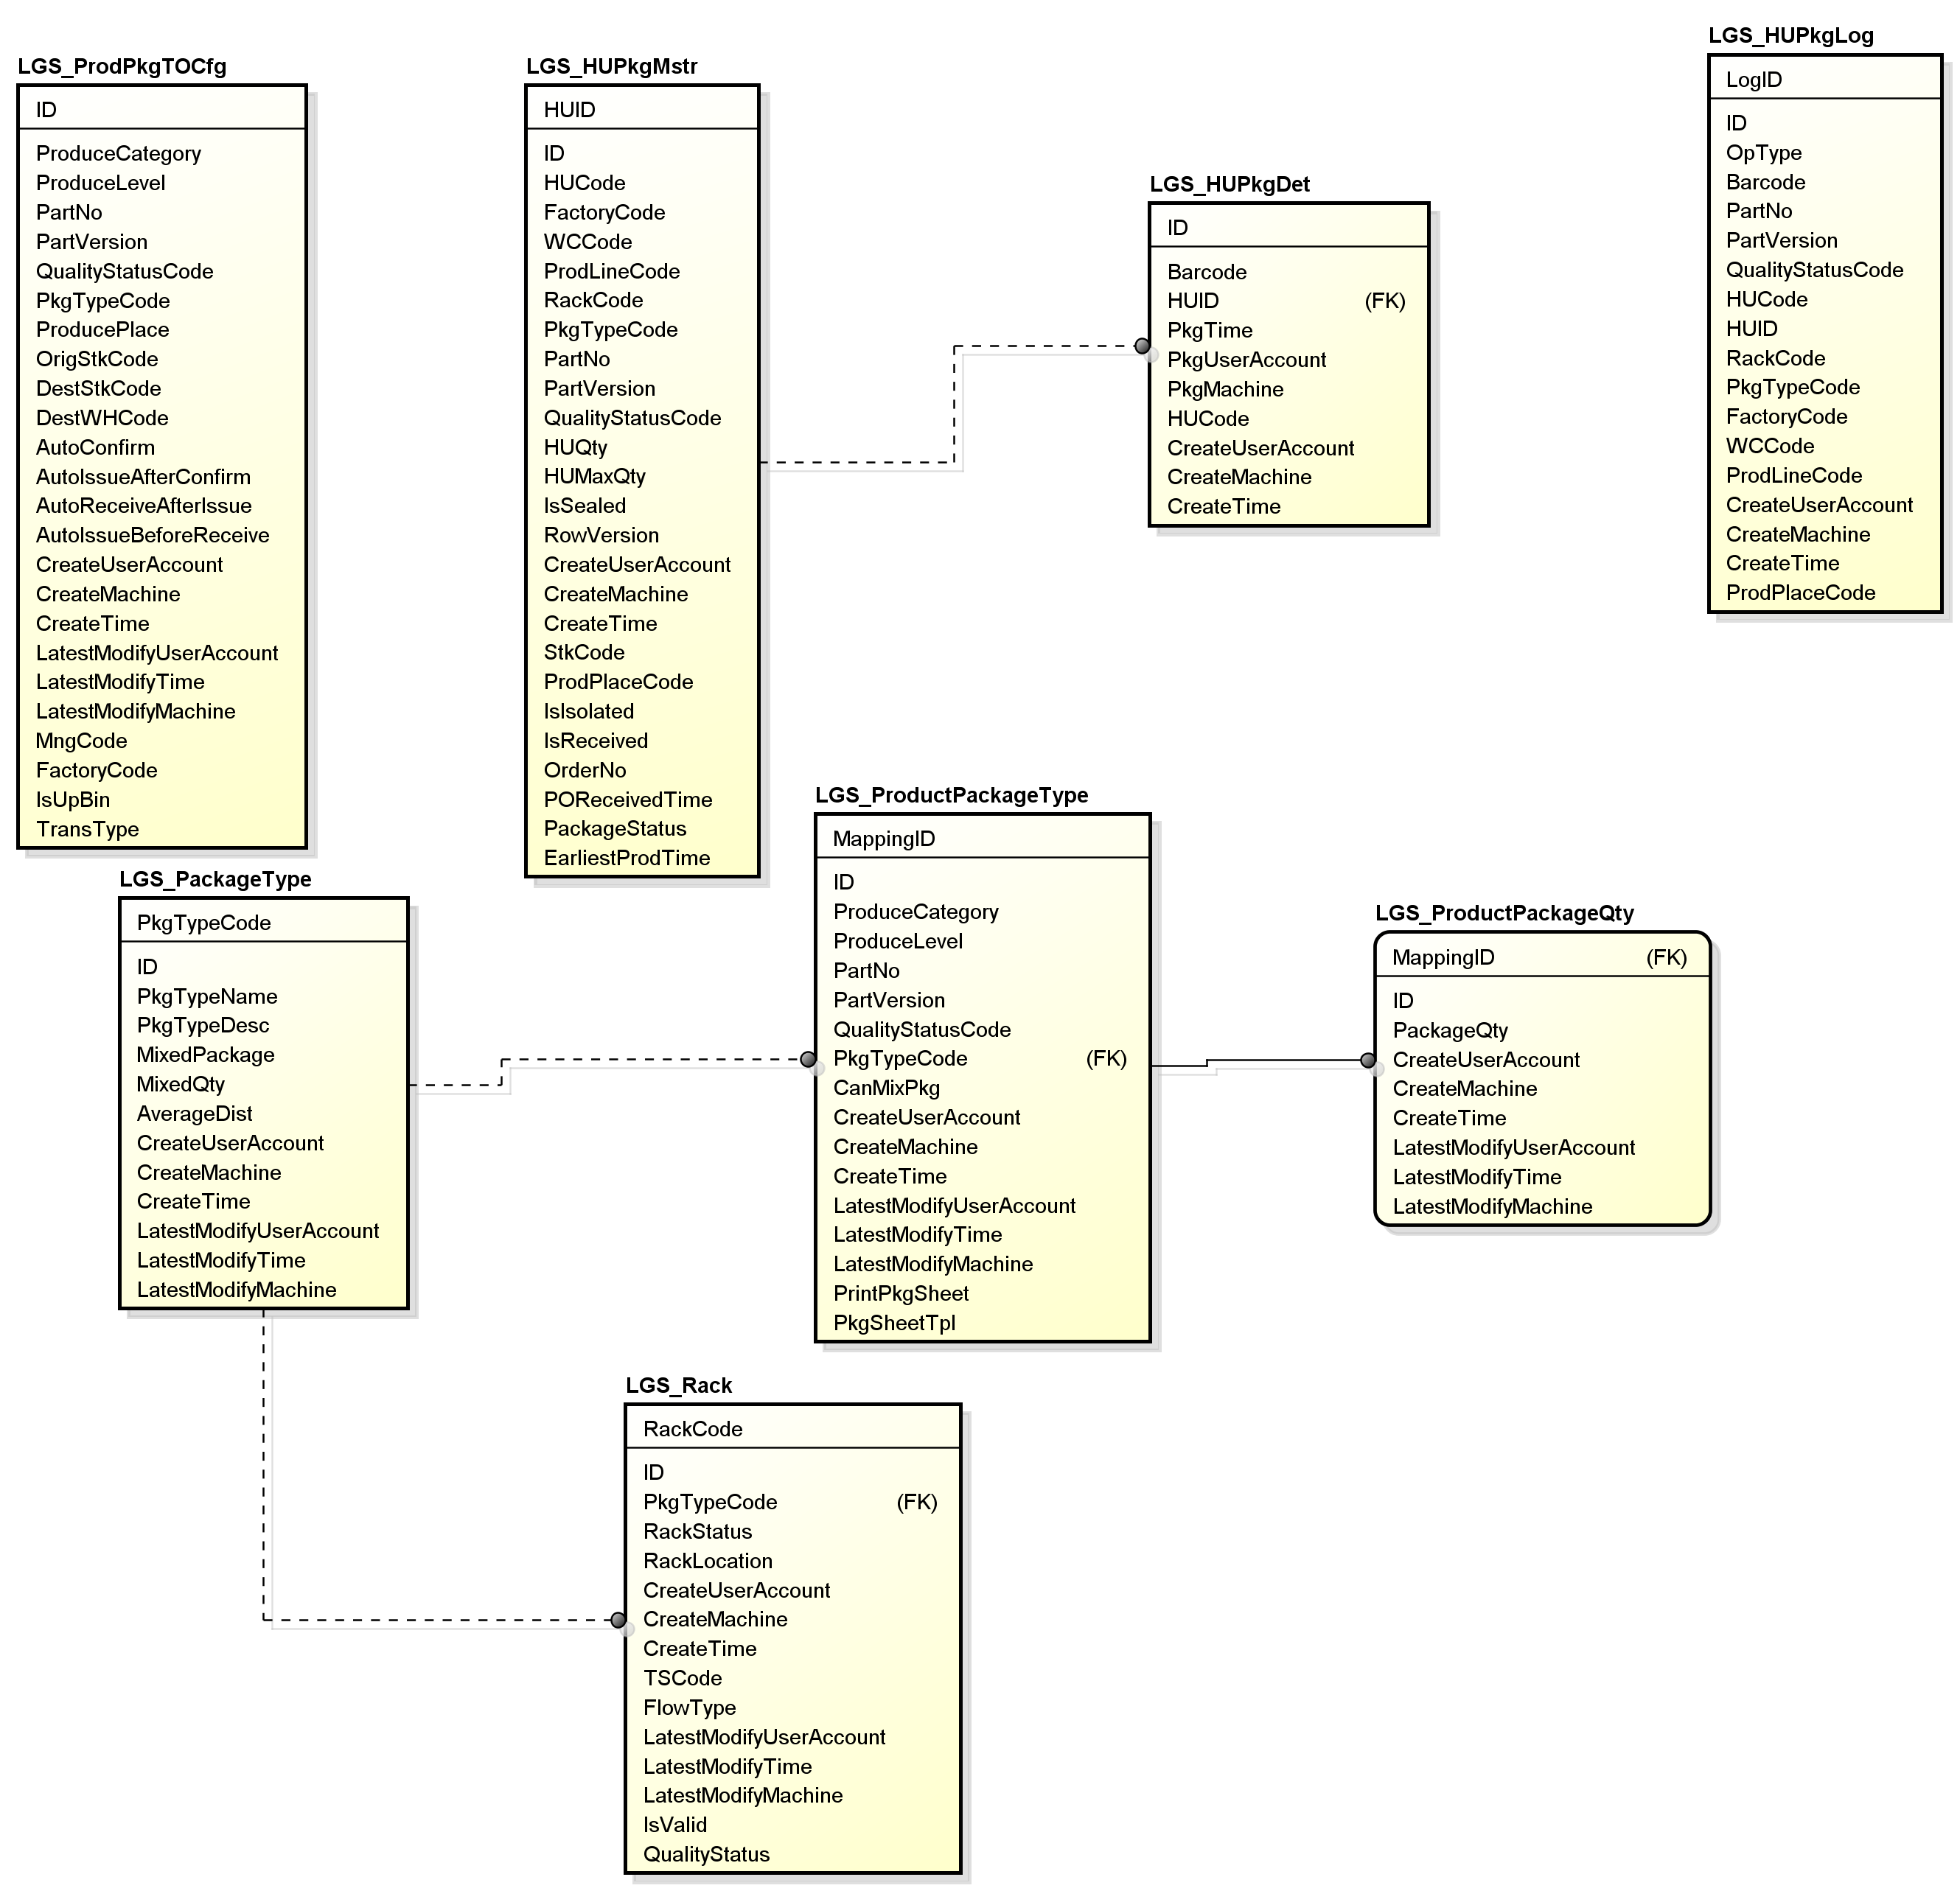 LGS_ProdPkgTOCfg
ID
ProduceCategory
ProduceLevel
PartNo
PartVersion
QualityStatusCode
PkgTypeCode
ProducePlace
OrigStkCode
DestStkCode
DestWHCode
AutoConfirm
AutoIssueAfterConfirm
AutoReceiveAfterIssue
AutoIssueBeforeReceive
CreateUserAccount
CreateMachine
CreateTime
LatestModifyUserAccount
LatestModifyTime
LatestModifyMachine
MngCode
FactoryCode
IsUpBin
TransType
LGS_HUPkgMstr
HUID
ID
HUCode
FactoryCode
WCCode
ProdLineCode
RackCode
PkgTypeCode
PartNo
PartVersion
QualityStatusCode
HUQty
HUMaxQty
IsSealed
RowVersion
CreateUserAccount
CreateMachine
CreateTime
StkCode
ProdPlaceCode
IsIsolated
IsReceived
OrderNo
POReceivedTime
PackageStatus
EarliestProdTime
LGS_HUPkgDet
ID
Barcode
HUID (FK)
PkgTime
PkgUserAccount
PkgMachine
HUCode
CreateUserAccount
CreateMachine
CreateTime
LGS_HUPkgLog
LogID
ID
OpType
Barcode
PartNo
PartVersion
QualityStatusCode
HUCode
HUID
RackCode
PkgTypeCode
FactoryCode
WCCode
ProdLineCode
CreateUserAccount
CreateMachine
CreateTime
ProdPlaceCode
LGS_PackageType
PkgTypeCode
ID
PkgTypeName
PkgTypeDesc
MixedPackage
MixedQty
AverageDist
CreateUserAccount
CreateMachine
CreateTime
LatestModifyUserAccount
LatestModifyTime
LatestModifyMachine
LGS_ProductPackageType
MappingID
ID
ProduceCategory
ProduceLevel
PartNo
PartVersion
QualityStatusCode
PkgTypeCode (FK)
CanMixPkg
CreateUserAccount
CreateMachine
CreateTime
LatestModifyUserAccount
LatestModifyTime
LatestModifyMachine
PrintPkgSheet
PkgSheetTpl
LGS_ProductPackageQty
MappingID (FK)
ID
PackageQty
CreateUserAccount
CreateMachine
CreateTime
LatestModifyUserAccount
LatestModifyTime
LatestModifyMachine
LGS_Rack
RackCode
ID
PkgTypeCode (FK)
RackStatus
RackLocation
CreateUserAccount
CreateMachine
CreateTime
TSCode
FlowType
LatestModifyUserAccount
LatestModifyTime
LatestModifyMachine
IsValid
QualityStatus